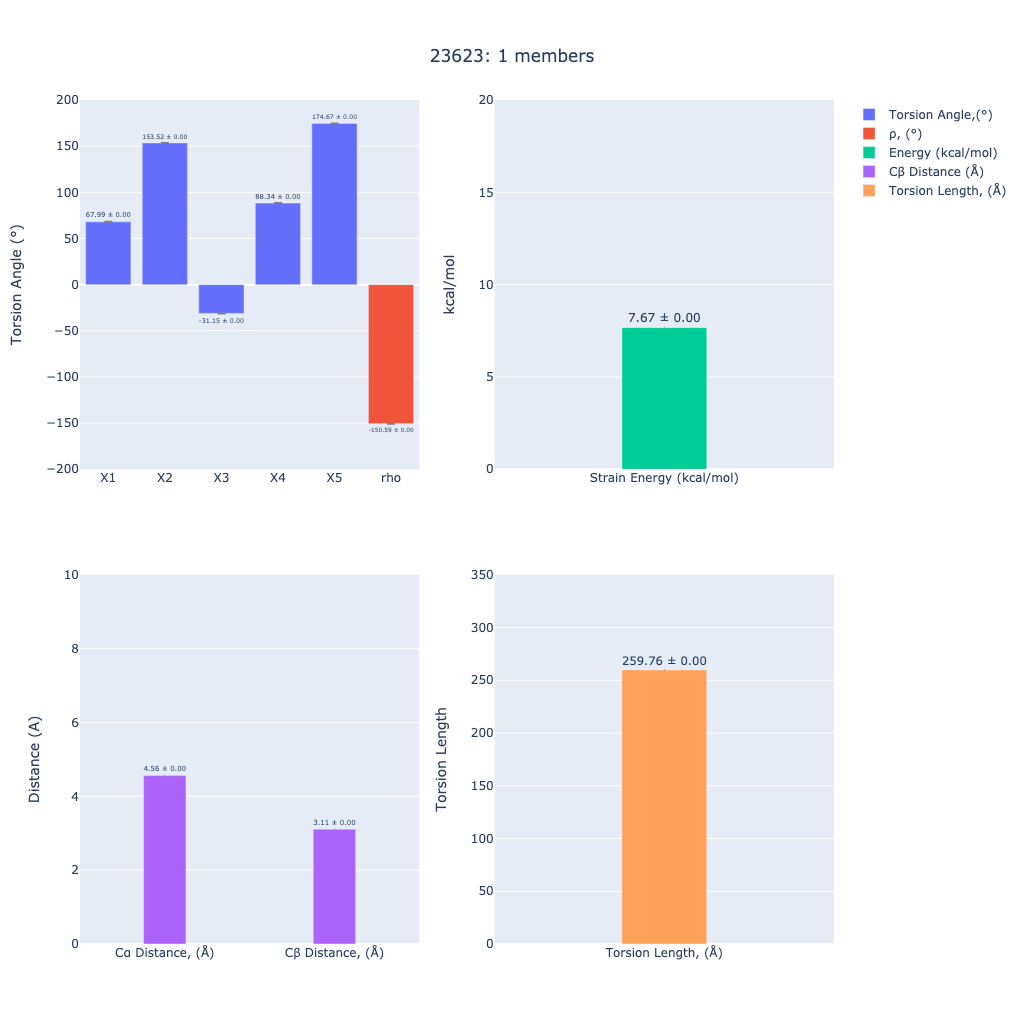 23623: 1 members
200
150
100
50
0
−50
−100
−150
−200
Torsion Angle (°)
67.99 ± 0.00
153.52 ± 0.00
-31.15 ± 0.00
88.34 ± 0.00
174.67 ± 0.00
-150.59 ± 0.00
X1 X2 X3 X4 X5 rho
20
15
10
5
0
kcal/mol
7.67 ± 0.00
Strain Energy (kcal/mol)
Torsion Angle,(°)
ρ, (°)
Energy (kcal/mol)
Cβ Distance (Å)
Torsion Length, (Å)
10
8
6
4
2
0
Distance (A)
4.56 ± 0.00
3.11 ± 0.00
Cα Distance, (Å) Cβ Distance, (Å)
350
300
250
200
150
100
50
0
Torsion Length
259.76 ± 0.00
Torsion Length, (Å)